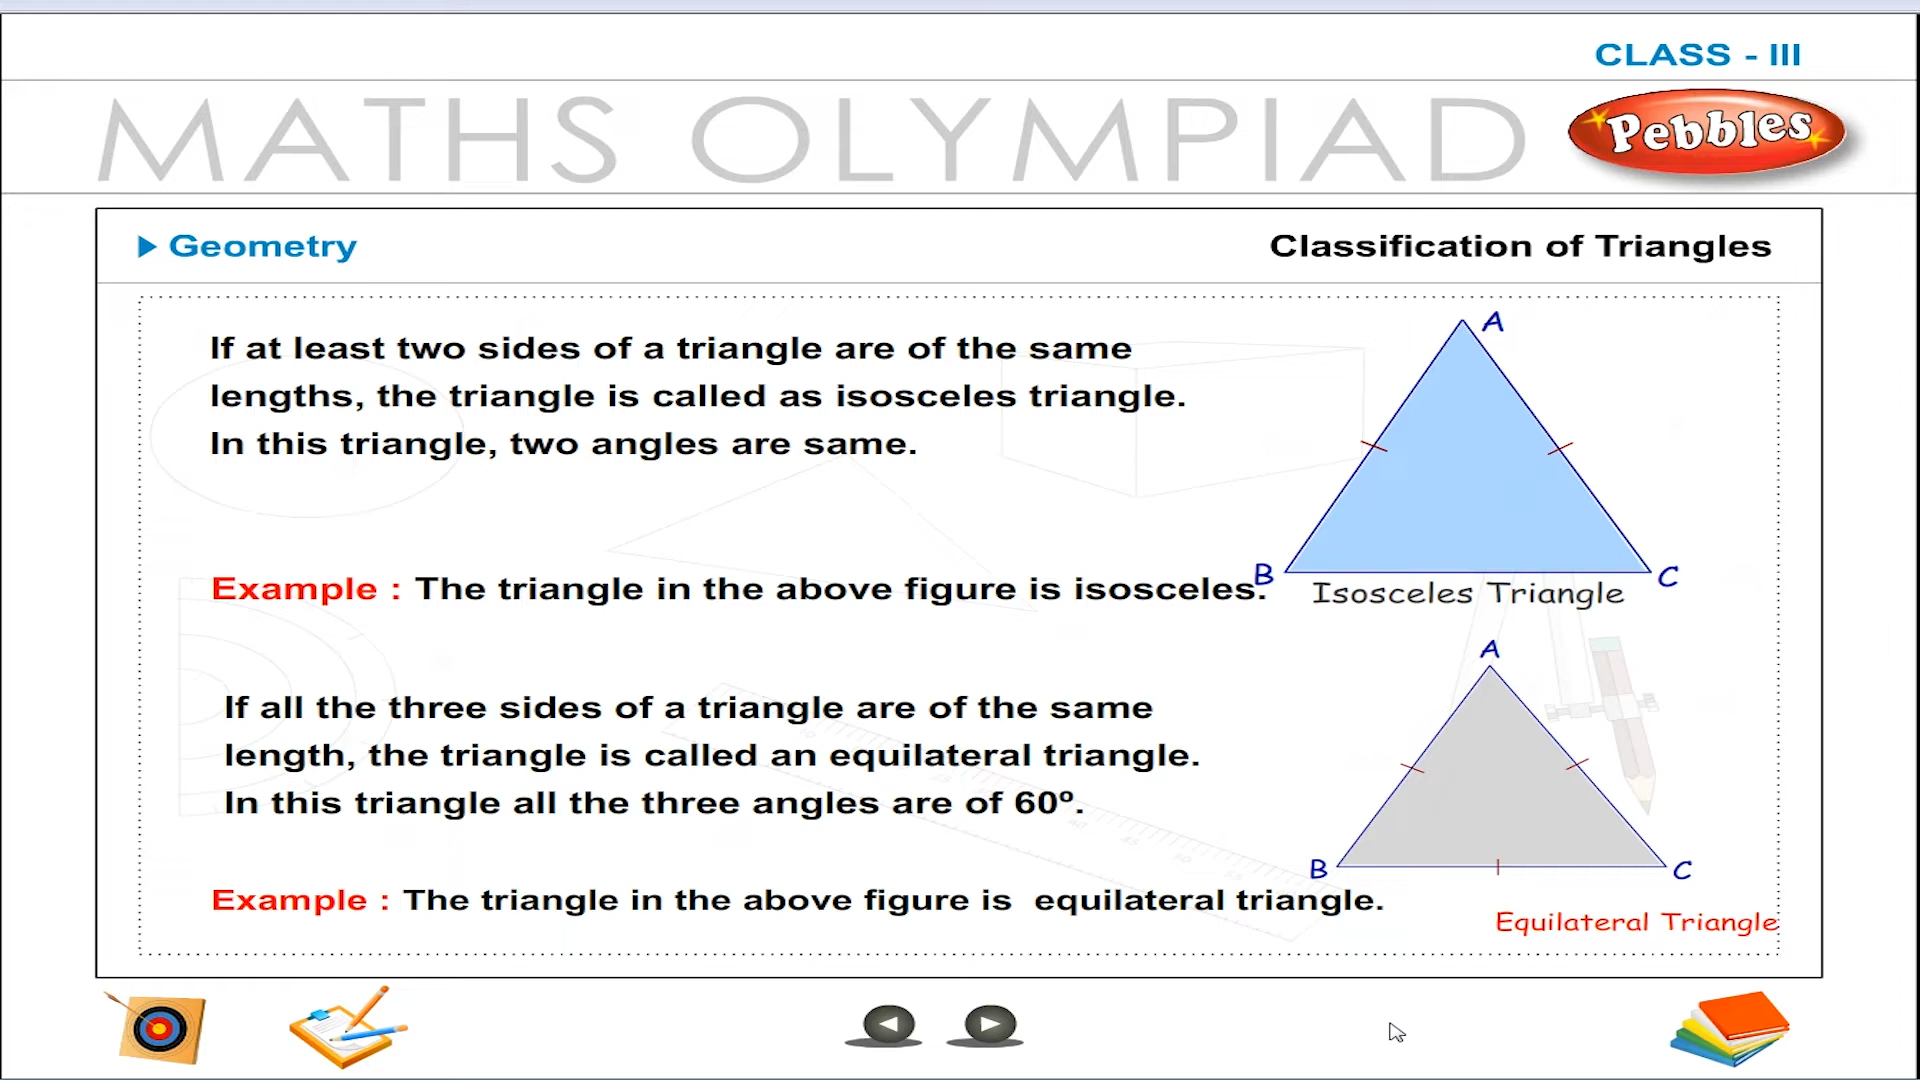 CLASS - III
MATHS OLYMPIAD
Pebbles
Geometry
Classification of Triangles
If at least two sides of a triangle are of the same
lengths, the triangle is called as isosceles triangle.
In this triangle, two angles are same.
A
B
C
Isosceles Triangle
Example : The triangle in the above figure is isosceles.
If all the three sides of a triangle are of the same
length, the triangle is called an equilateral triangle.
In this triangle all the three angles are of 60º.
A
B
C
Equilateral Triangle
Example : The triangle in the above figure is  equilateral triangle.